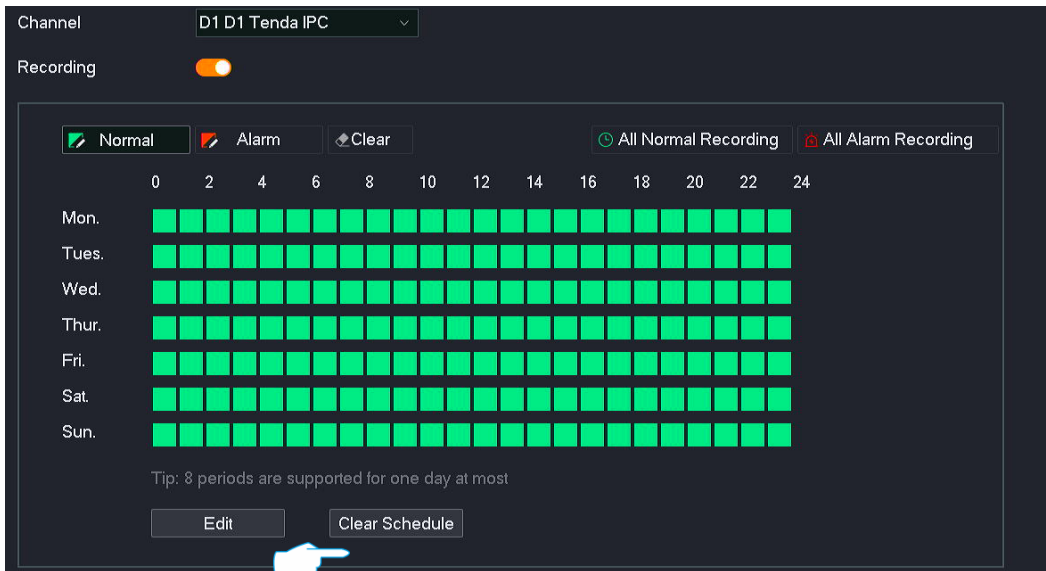 Channel D1 D1 Tenda IPC
Recording
Normal Alarm Clear All Normal Recording All Alarm Recording
0 2 4 6 8 10 12 14 16 18 20 22 24
Mon.
Tues.
Wed.
Thur.
Fri.
Sat.
Sun.
Tip: 8 periods are supported for one day at most
Edit Clear Schedule